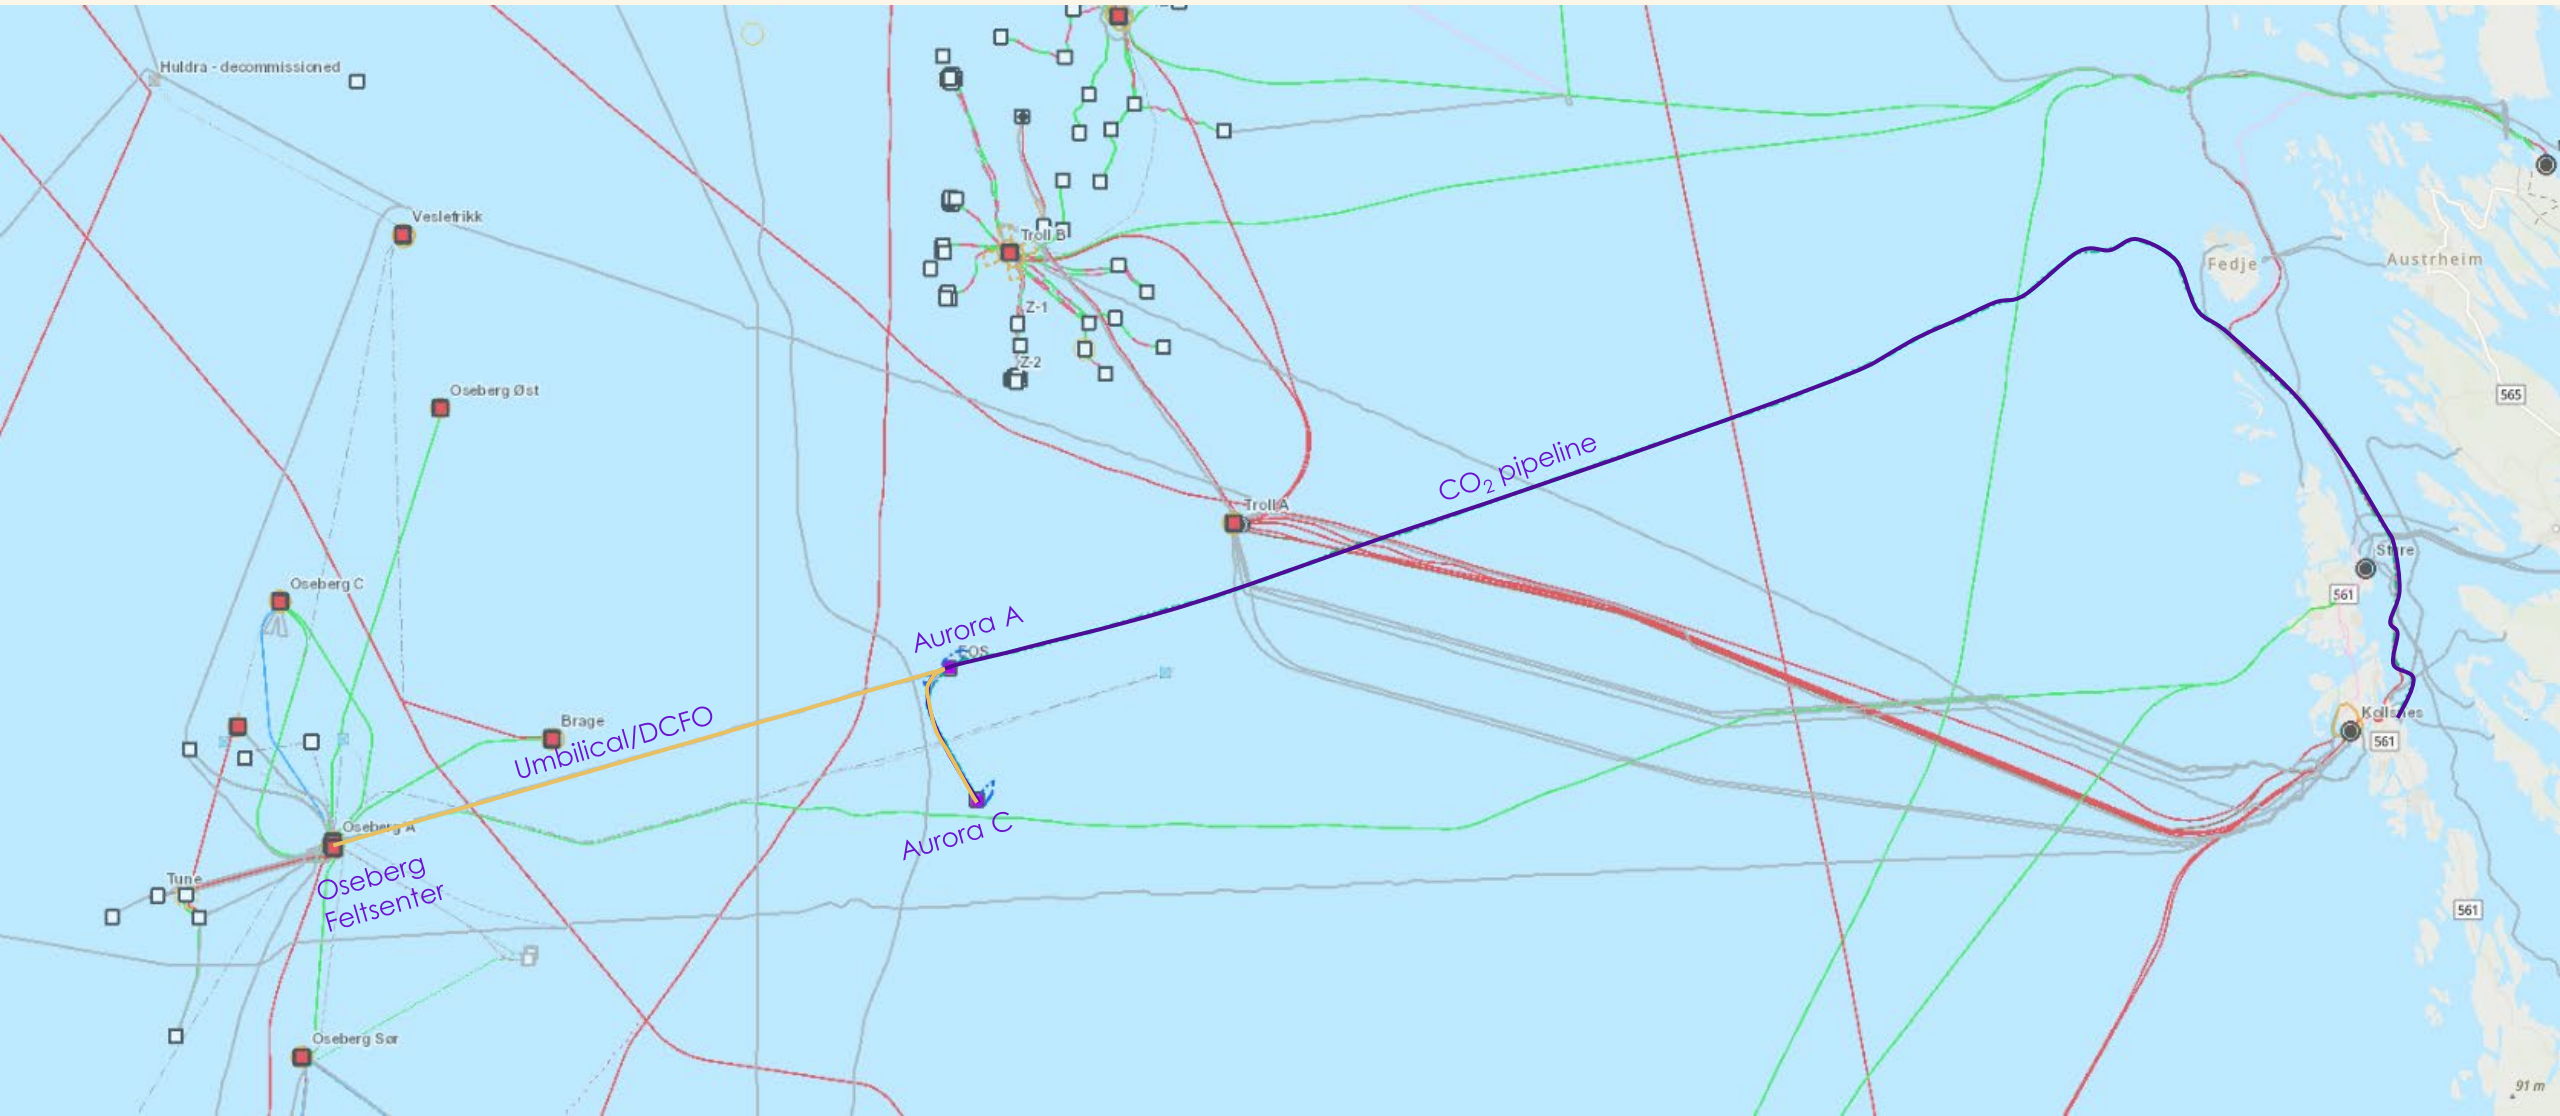 Huldra - decommissioned
Veslefrikk
Troll B
Z-1
Z-2
Fedje
Austrheim
Oseberg Øst
565
CO₂ pipeline
Troll A
Sture
Oseberg C
561
Aurora A
EOS
Umbilical/DCFO
Brage
Kollsnes
561
Oseberg A
Aurora C
Oseberg
Feltsenter
Tune
561
Oseberg Sør
91 m